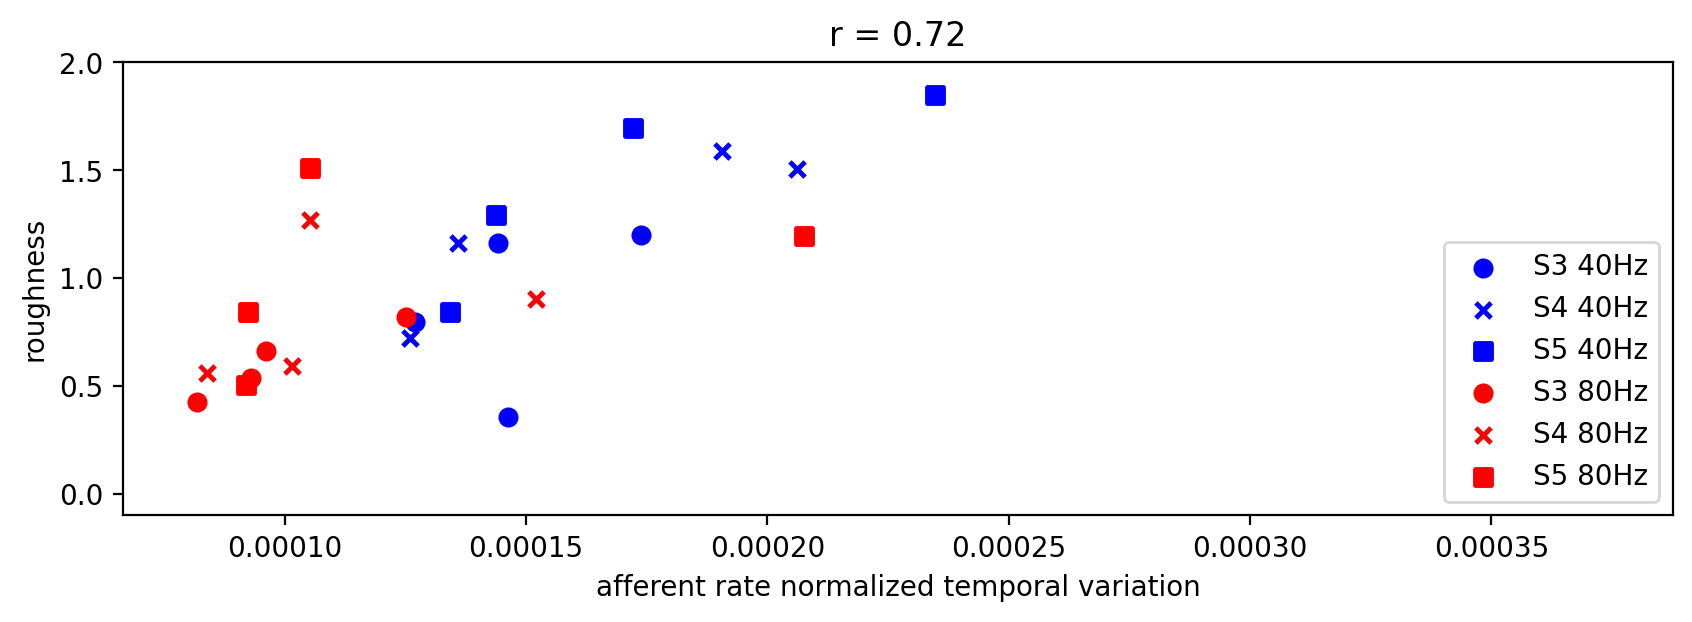 r = 0.72
2.0
1.5
1.0
0.5
0.0
roughness
S3 40Hz
S4 40Hz
S5 40Hz
S3 80Hz
S4 80Hz
S5 80Hz
0.00010 0.00015 0.00020 0.00025 0.00030 0.00035
afferent rate normalized temporal variation